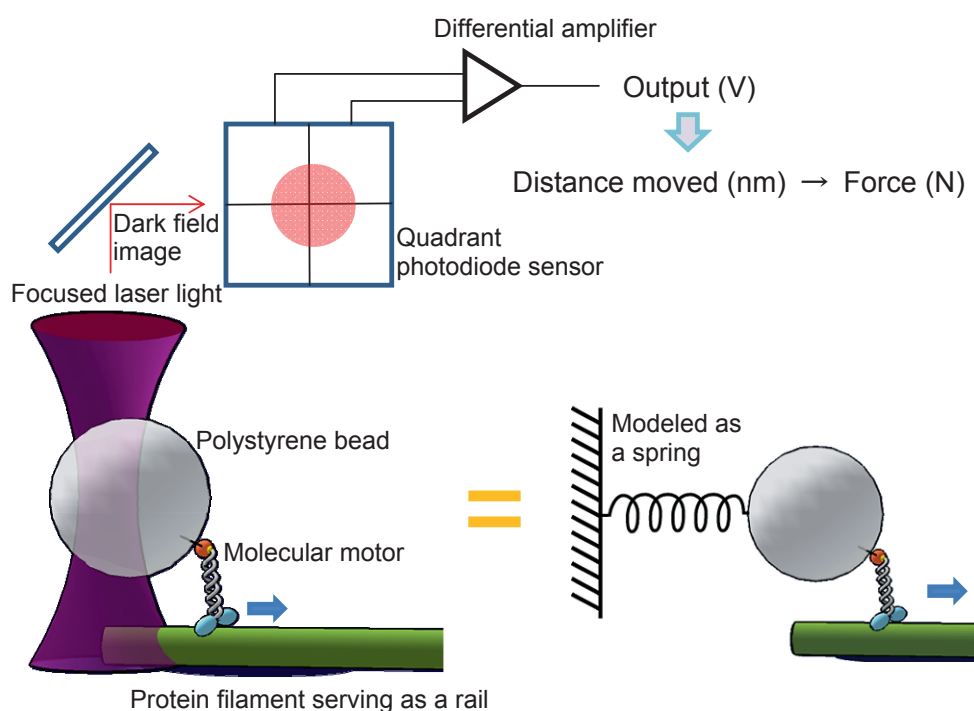 Differential amplifier
Output (V)
Distance moved (nm) → Force (N)
Dark field
image
Quadrant
photodiode sensor
Focused laser light
Polystyrene bead
Molecular motor
Modeled as
a spring
Protein filament serving as a rail